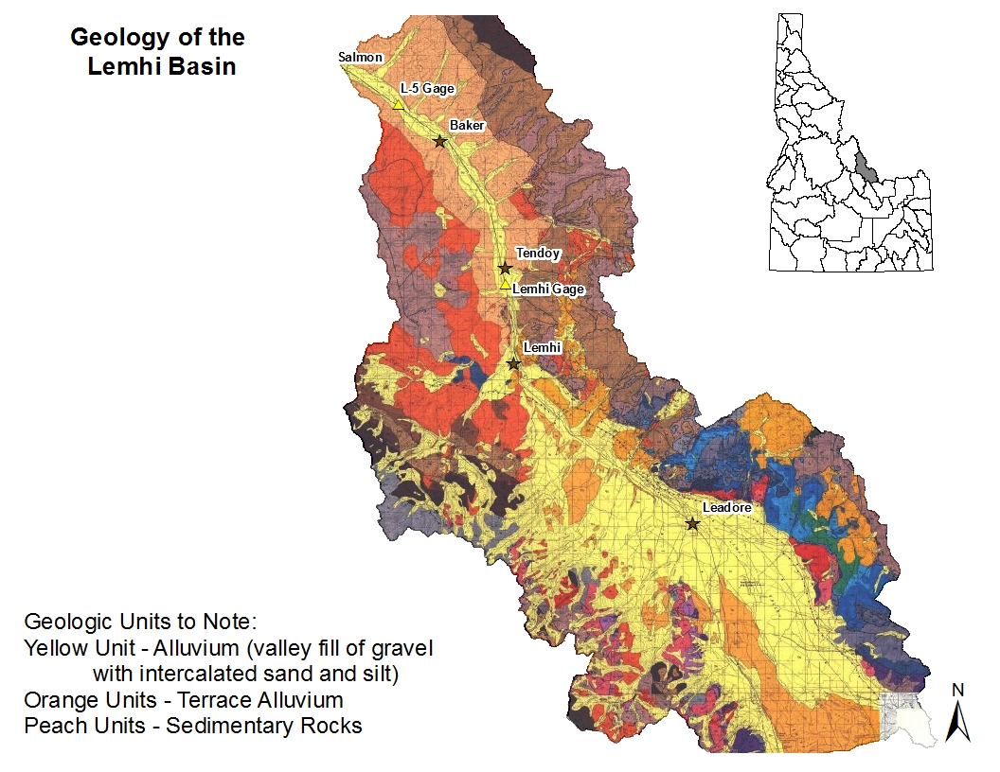 Geology of the
Lemhi Basin
Salmon
L-5 Gage
Baker
Tendoy
Lemhi Gage
Lemhi
Leadore
Geologic Units to Note:
Yellow Unit - Alluvium (valley fill of gravel
with intercalated sand and silt)
Orange Units - Terrace Alluvium
Peach Units - Sedimentary Rocks
N